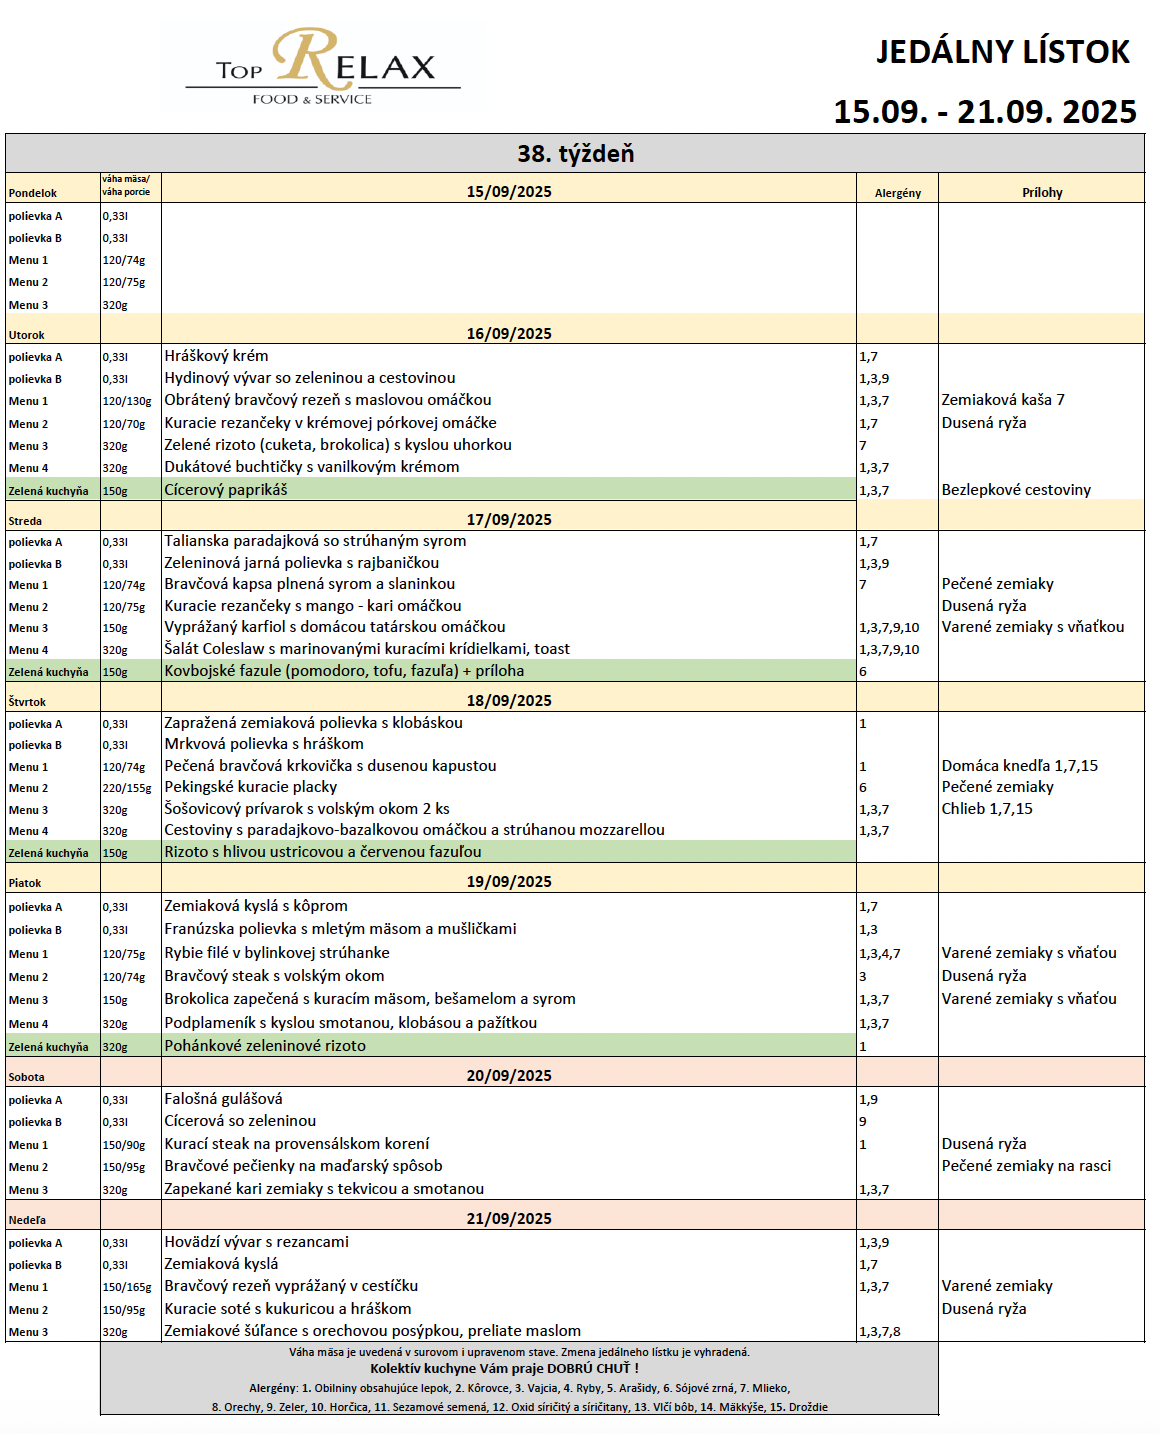 TOP RELAX
FOOD & SERVICE
JEDÁLNY LÍSTOK
15.09. - 21.09. 2025
38. týždeň
Pondelok váha mäsa/ váha porcie 15/09/2025 Alergény Prílohy
polievka A 0,33l
polievka B 0,33l
Menu 1 120/74g
Menu 2 120/75g
Menu 3 320g
Utorok 16/09/2025
polievka A 0,33l Hráškový krém 1,7
polievka B 0,33l Hydinový vývar so zeleninou a cestovinou 1,3,9
Menu 1 120/130g Obrátený bravčový rezeň s maslovou omáčkou 1,3,7 Zemiaková kaša 7
Menu 2 120/70g Kuracie rezančeky v krémovej pórkovej omáčke 1,7 Dusená ryža
Menu 3 320g Zelené rizoto (cuketa, brokolica) s kyslou uhorkou 7
Menu 4 320g Dukátové buchtičky s vanilkovým krémom 1,3,7
Zelená kuchyňa 150g Cícerový paprikáš 1,3,7 Bezlepkové cestoviny
Streda 17/09/2025
polievka A 0,33l Talianska paradajková so strúhaným syrom 1,7
polievka B 0,33l Zeleninová jarná polievka s rajbaničkou 1,3,9
Menu 1 120/74g Bravčová kapsa plnená syrom a slaninkou 7 Pečené zemiaky
Menu 2 120/75g Kuracie rezančeky s mango - kari omáčkou Dusená ryža
Menu 3 150g Vyprážaný karfiol s domácou tatárskou omáčkou 1,3,7,9,10 Varené zemiaky s vňaťkou
Menu 4 320g Šalát Coleslaw s marinovanými kuracími krídielkami, toast 1,3,7,9,10
Zelená kuchyňa 150g Kovbojské fazule (pomodoro, tofu, fazuľa) + príloha 6
Štvrtok 18/09/2025
polievka A 0,33l Zapražená zemiaková polievka s klobáskou 1
polievka B 0,33l Mrkvová polievka s hráškom
Menu 1 120/74g Pečená bravčová krkovička s dusenou kapustou 1 Domáca knedľa 1,7,15
Menu 2 220/155g Pekingské kuracie placky 6 Pečené zemiaky
Menu 3 320g Šošovicový prívarok s volským okom 2 ks 1,3,7 Chlieb 1,7,15
Menu 4 320g Cestoviny s paradajkovo-bazalkovou omáčkou a strúhanou mozzarellou 1,3,7
Zelená kuchyňa 150g Rizoto s hlivou ustricovou a červenou fazuľou
Piatok 19/09/2025
polievka A 0,33l Zemiaková kyslá s kôprom 1,7
polievka B 0,33l Franúzska polievka s mletým mäsom a mušličkami 1,3
Menu 1 120/75g Rybie filé v bylinkovej strúhanke 1,3,4,7 Varené zemiaky s vňaťou
Menu 2 120/74g Bravčový steak s volským okom 3 Dusená ryža
Menu 3 150g Brokolica zapečená s kuracím mäsom, bešamelom a syrom 1,3,7 Varené zemiaky s vňaťou
Menu 4 320g Podplameník s kyslou smotanou, klobásou a pažítkou 1,3,7
Zelená kuchyňa 320g Pohánkové zeleninové rizoto 1
Sobota 20/09/2025
polievka A 0,33l Falošná gulášová 1,9
polievka B 0,33l Cícerová so zeleninou 9
Menu 1 150/90g Kurací steak na provensálskom korení 1 Dusená ryža
Menu 2 150/95g Bravčové pečienky na maďarský spôsob Pečené zemiaky na rasci
Menu 3 320g Zapekané kari zemiaky s tekvicou a smotanou 1,3,7
Nedeľa 21/09/2025
polievka A 0,33l Hovädzí vývar s rezancami 1,3,9
polievka B 0,33l Zemiaková kyslá 1,7
Menu 1 150/165g Bravčový rezeň vyprážaný v cestíčku 1,3,7 Varené zemiaky
Menu 2 150/95g Kuracie soté s kukuricou a hráškom Dusená ryža
Menu 3 320g Zemiakové šúľance s orechovou posýpkou, preliate maslom 1,3,7,8
Váha mäsa je uvedená v surovom i upravenom stave. Zmena jedálneho lístku je vyhradená.
Kolektív kuchyne Vám praje DOBRÚ CHUŤ !
Alergény: 1. Obilniny obsahujúce lepok, 2. Kôrovce, 3. Vajcia, 4. Ryby, 5. Arašidy, 6. Sójové zrná, 7. Mlieko,
8. Orechy, 9. Zeler, 10. Horčica, 11. Sezamové semená, 12. Oxid siričitý a siričitany, 13. Vlčí bôb, 14. Mäkkýše, 15. Droždie